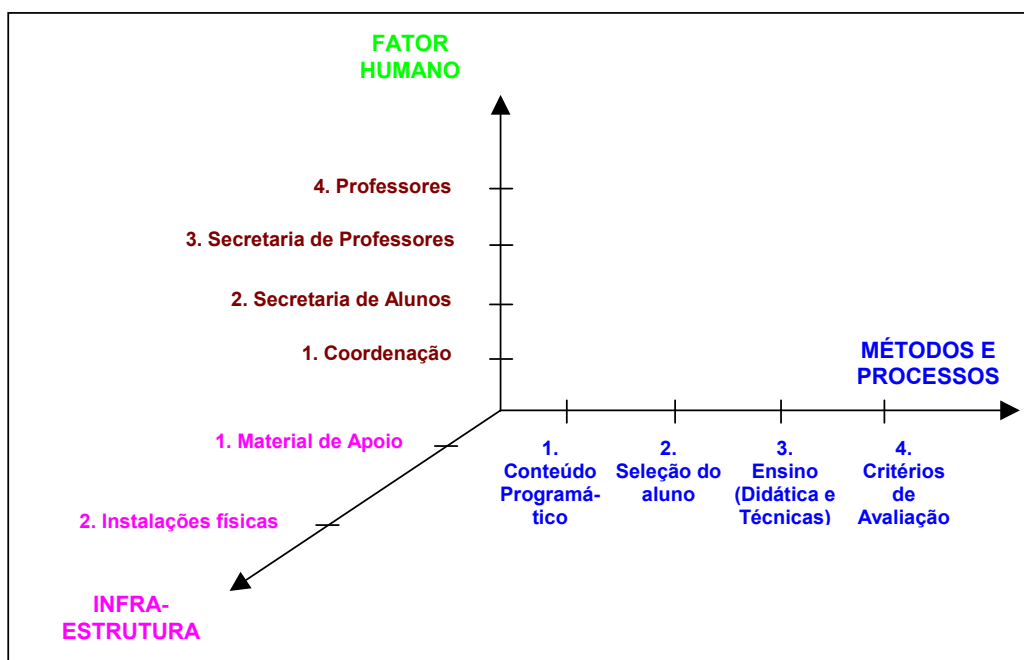 FATOR
HUMANO
4. Professores
3. Secretaria de Professores
2. Secretaria de Alunos
1. Coordenação
MÉTODOS E
PROCESSOS
1. Material de Apoio
2. Instalações físicas
INFRA-
ESTRUTURA
1.
Conteúdo
Programá-
tico
2.
Seleção do
aluno
3.
Ensino
(Didática e
Técnicas)
4.
Critérios
de
Avaliação